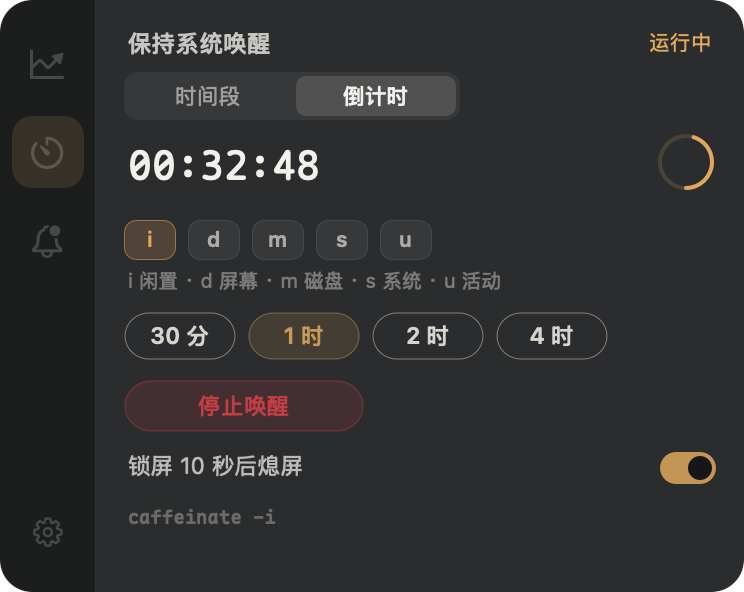 保持系统唤醒 运行中
时间段 倒计时
00:32:48
i d m s u
i 闲置 · d 屏幕 · m 磁盘 · s 系统 · u 活动
30 分 1 时 2 时 4 时
停止唤醒
锁屏 10 秒后熄屏
caffeinate -i